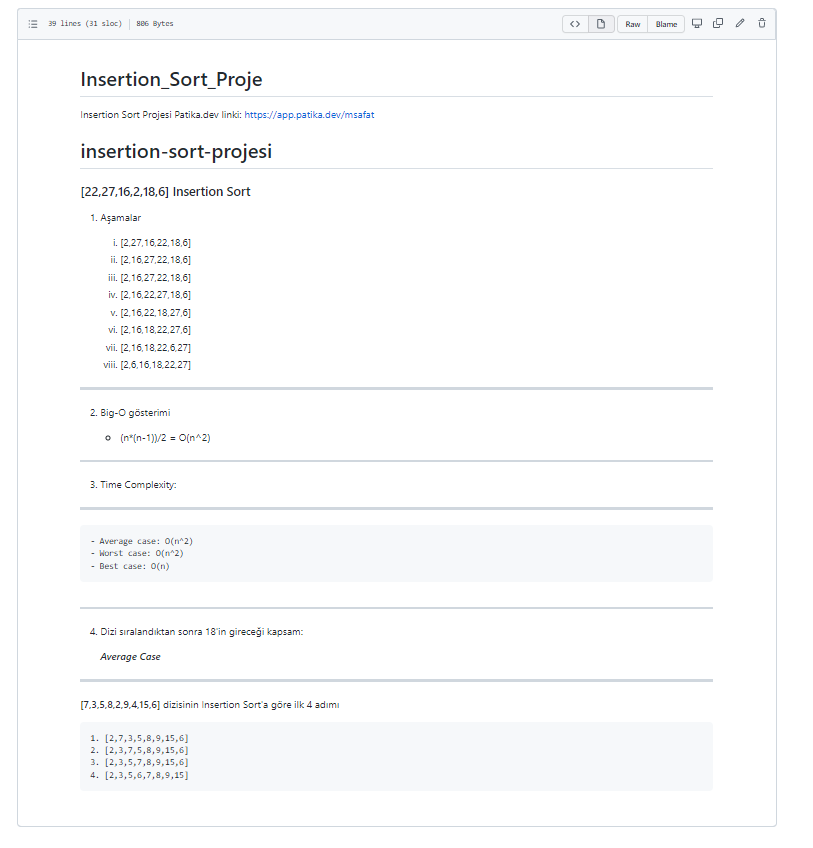 39 lines (31 sloc) 806 Bytes Raw Blame
Insertion_Sort_Proje
Insertion Sort Projesi Patika.dev linki: https://app.patika.dev/msafat
insertion-sort-projesi
[22,27,16,2,18,6] Insertion Sort
1. Aşamalar
i. [2,27,16,22,18,6]
ii. [2,16,27,22,18,6]
iii. [2,16,27,22,18,6]
iv. [2,16,22,27,18,6]
v. [2,16,22,18,27,6]
vi. [2,16,18,22,27,6]
vii. [2,16,18,22,6,27]
viii. [2,6,16,18,22,27]
2. Big-O gösterimi
(n*(n-1))/2 = O(n^2)
3. Time Complexity:
- Average case: O(n^2)
- Worst case: O(n^2)
- Best case: O(n)
4. Dizi sıralandıktan sonra 18'in gireceği kapsam:
Average Case
[7,3,5,8,2,9,4,15,6] dizisinin Insertion Sort'a göre ilk 4 adımı
1. [2,7,3,5,8,9,15,6]
2. [2,3,7,5,8,9,15,6]
3. [2,3,5,7,8,9,15,6]
4. [2,3,5,6,7,8,9,15]